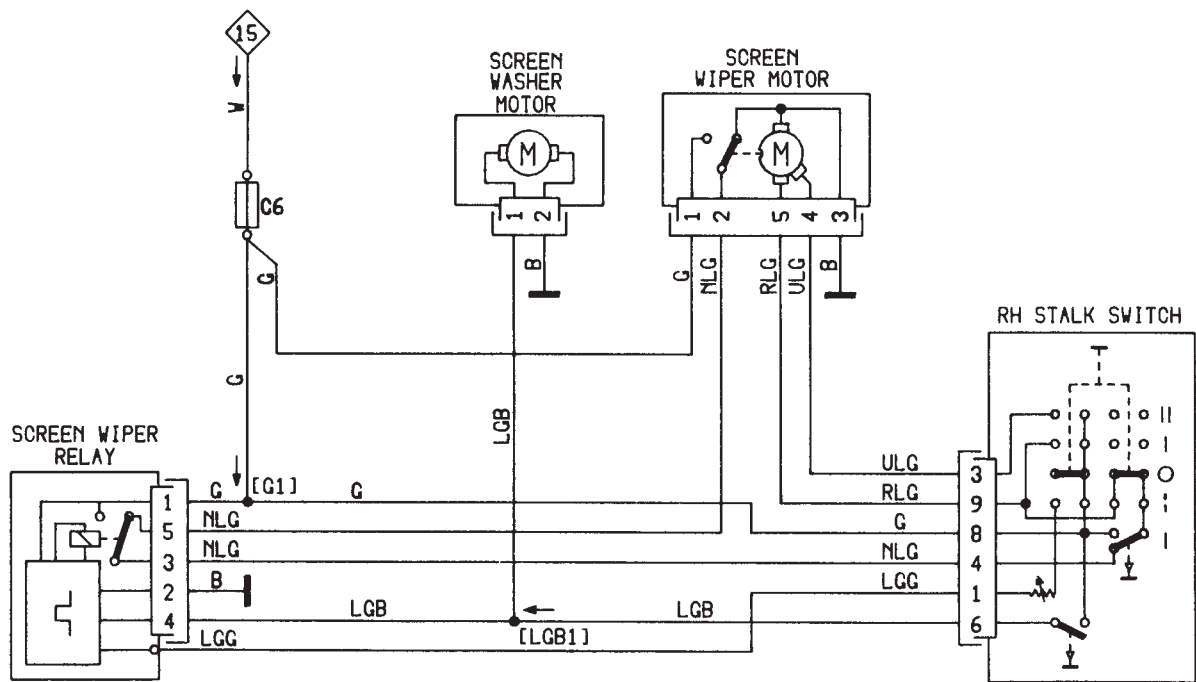 15
W
C6
G
G
SCREEN
WASHER
MOTOR
M
1 2
B
LGB
SCREEN
WIPER MOTOR
M
1 2 5 4 3
G NLG RLG ULG B
RH STALK SWITCH
II
I
O
I
ULG 3
RLG 9
G 8
NLG 4
LGG 1
LGB 6
SCREEN WIPER
RELAY
1 G [G1] G
5 NLG
3 NLG
2 B
4 LGB
[LGB1]
LGG